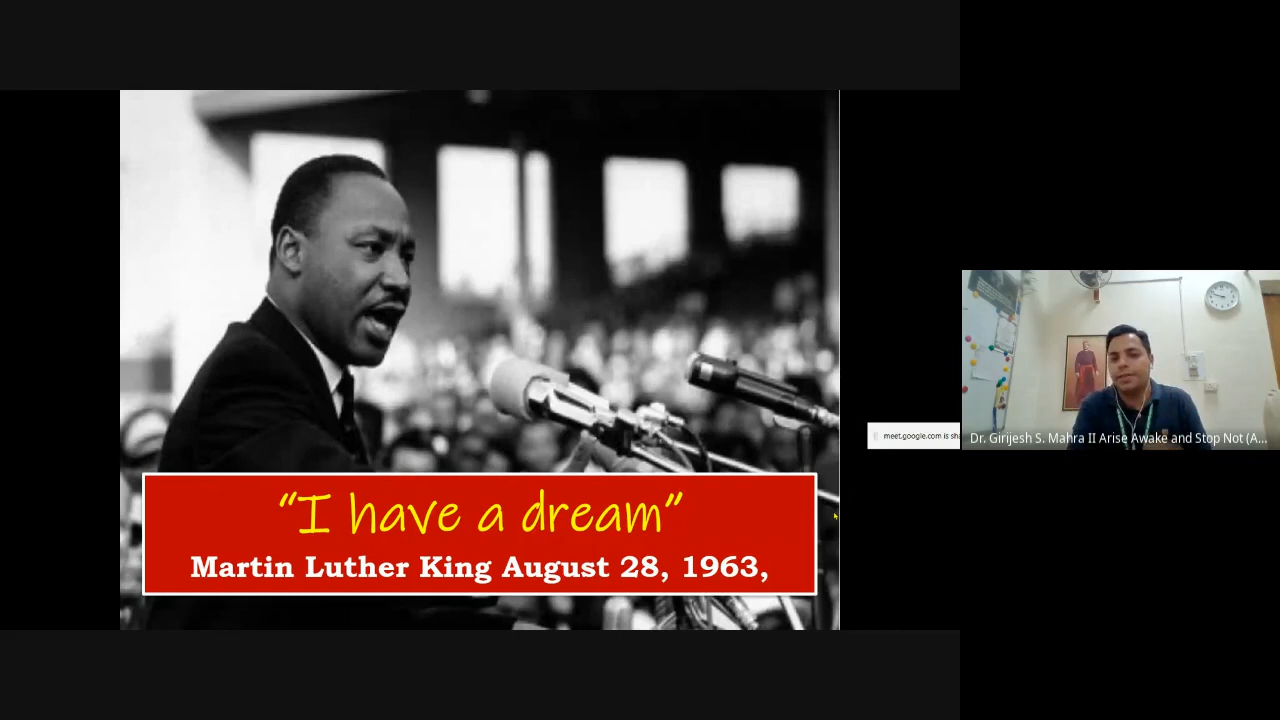 “I have a dream”
Martin Luther King August 28, 1963,
meet.google.com is sha
Dr. Girijesh S. Mahra II Arise Awake and Stop Not (A...